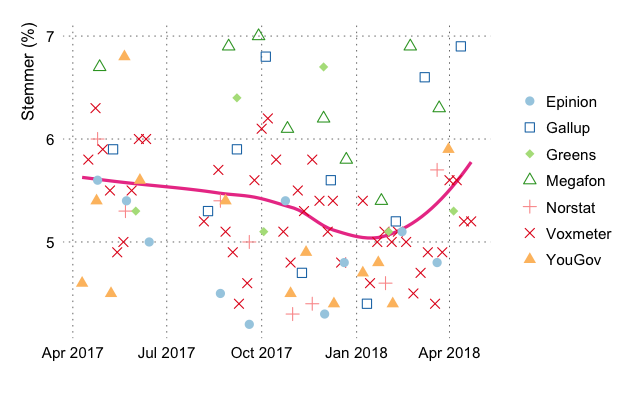 Stemmer (%)
7
6
5
Apr 2017 Jul 2017 Oct 2017 Jan 2018 Apr 2018
Epinion
Gallup
Greens
Megafon
Norstat
Voxmeter
YouGov